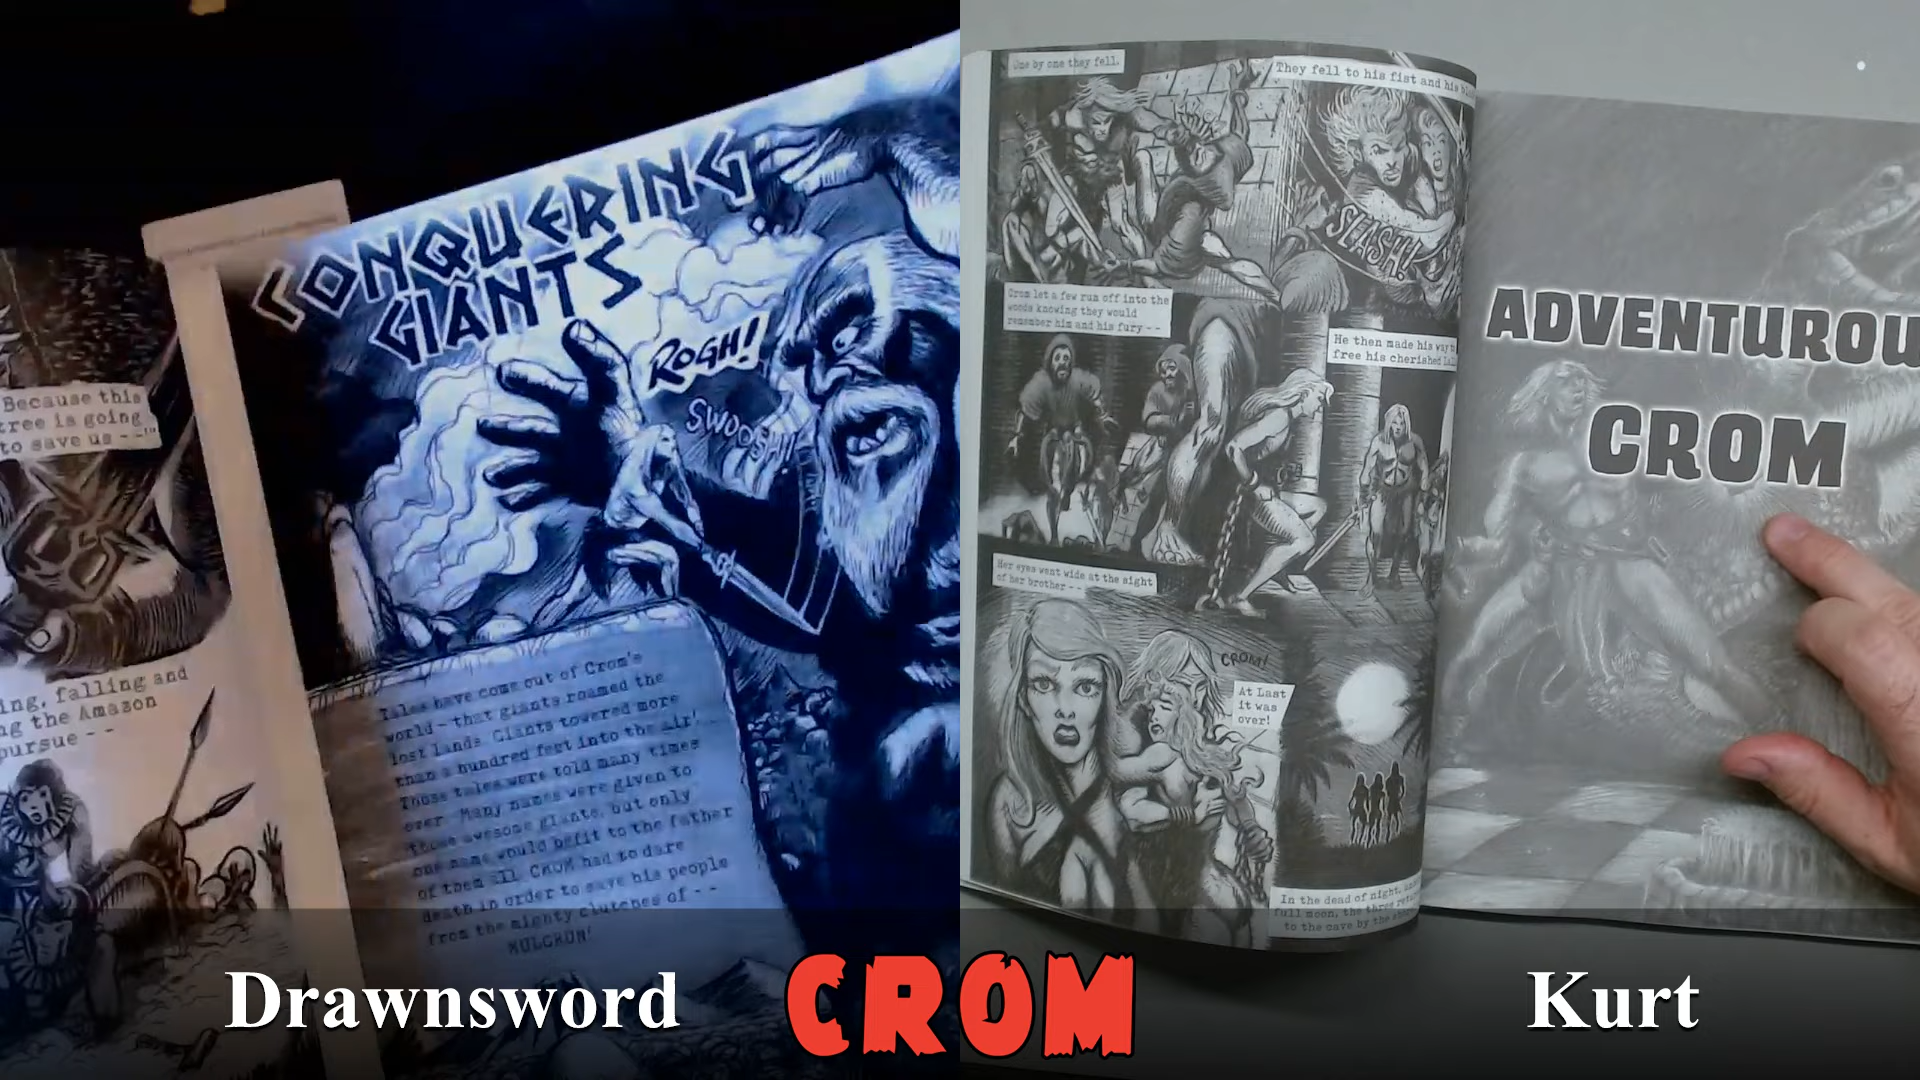 Because this
tree is going
to save us --"
ing, falling and
ng the Amazon
pursue --
CONQUERING
GIANTS
ROGH!
SWOOSH!
Tales have come out of Crom's
world - that giants roamed the
lost lands. Giants towered more
than a hundred feet into the air!
Those tales were told many times
over. Many names were given to
those awesome giants, but only
one name would befit to the father
of them all. CROM had to dare
death in order to save his people
from the mighty clutches of --
One by one they fell.
They fell to his fist and his
SLASH!
Crom let a few run off into the
woods knowing they would
remember him and his fury --
He then made his way to
free his cherished
Her eyes went wide at the sight
of her brother --
CROM!
At Last
it was
over!
In the dead of night,
full moon, the three
to the cave by the
ADVENTUROU
CROM
Drawnsword
CROM
Kurt